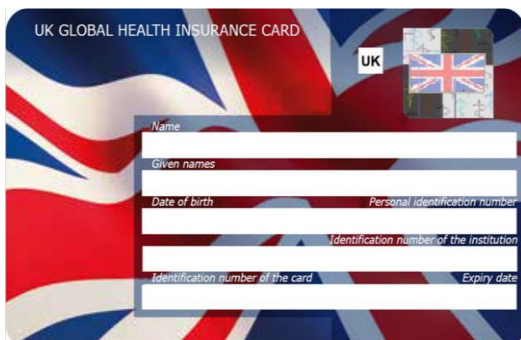 UK GLOBAL HEALTH INSURANCE CARD
UK
Name
Given names
Date of birth Personal identification number
Identification number of the institution
Identification number of the card Expiry date